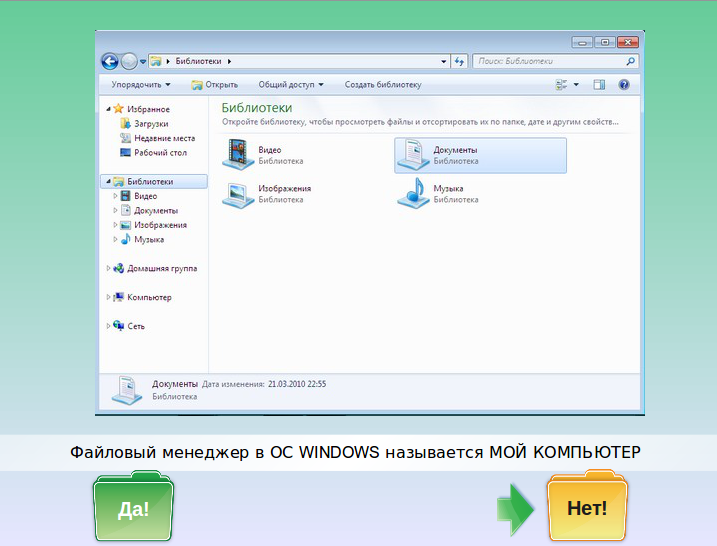 Библиотеки
Поиск: Библиотеки
Упорядочить Открыть Общий доступ Создать библиотеку
Избранное
Загрузки
Недавние места
Рабочий стол
Библиотеки
Видео
Документы
Изображения
Музыка
Домашняя группа
Компьютер
Сеть
Библиотеки
Откройте библиотеку, чтобы просмотреть файлы и отсортировать их по папке, дате и другим свойств...
Видео
Библиотека
Документы
Библиотека
Изображения
Библиотека
Музыка
Библиотека
Документы Дата изменения: 21.03.2010 22:55
Библиотека
Файловый менеджер в ОС WINDOWS называется МОЙ КОМПЬЮТЕР
Да!
Нет!